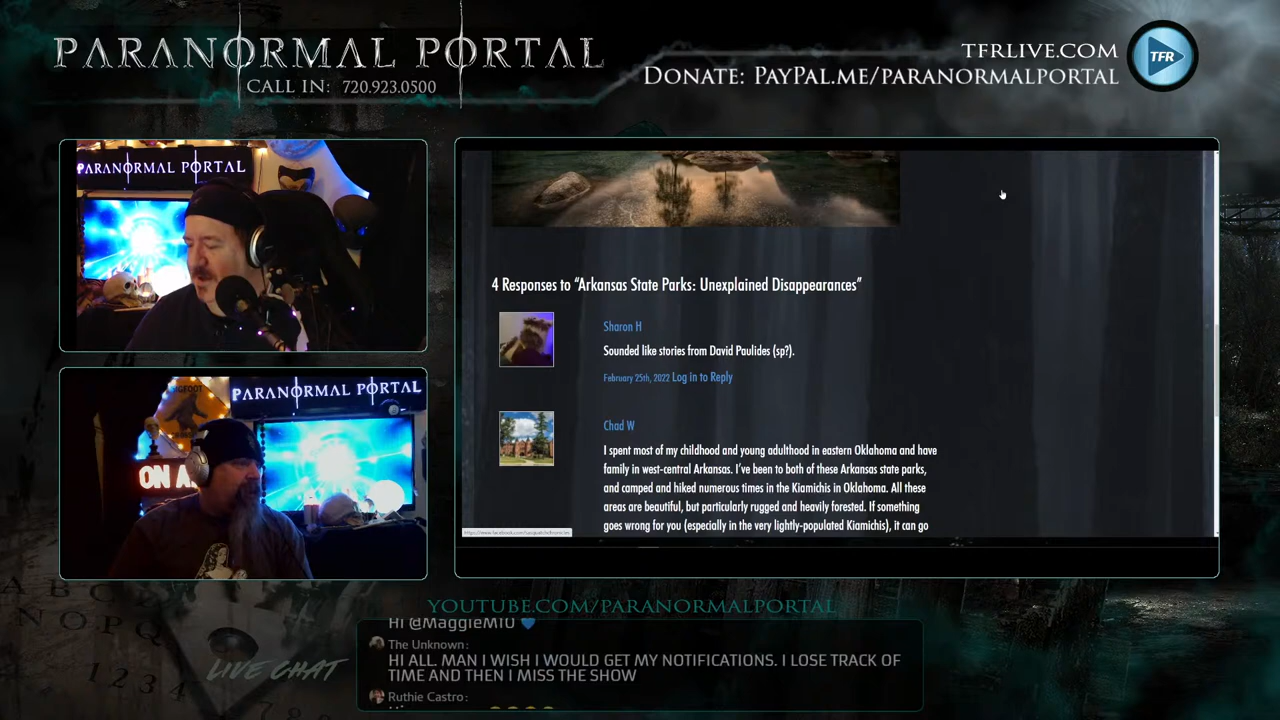 PARANORMAL PORTAL
CALL IN: 720.923.0500
TFRLIVE.COM
DONATE: PAYPAL.ME/PARANORMALPORTAL
TFR
PARANORMAL PORTAL
BIGFOOT
PARANORMAL PORTAL
ON A
4 Responses to “Arkansas State Parks: Unexplained Disappearances”
Sharon H
Sounded like stories from David Paulides (sp?).
February 25th, 2022 Log in to Reply
Chad W
I spent most of my childhood and young adulthood in eastern Oklahoma and have
family in west-central Arkansas. I've been to both of these Arkansas state parks,
and camped and hiked numerous times in the Kiamichis in Oklahoma. All these
areas are beautiful, but particularly rugged and heavily forested. If something
goes wrong for you (especially in the very lightly-populated Kiamichis), it can go
YOUTUBE.COM/PARANORMALPORTAL
Hi @MaggieM10 💙
The Unknown:
HI ALL. MAN I WISH I WOULD GET MY NOTIFICATIONS. I LOSE TRACK OF
TIME AND THEN I MISS THE SHOW
Ruthie Castro:
LIVE CHAT
A B C
N O P Q
1 2 3 4